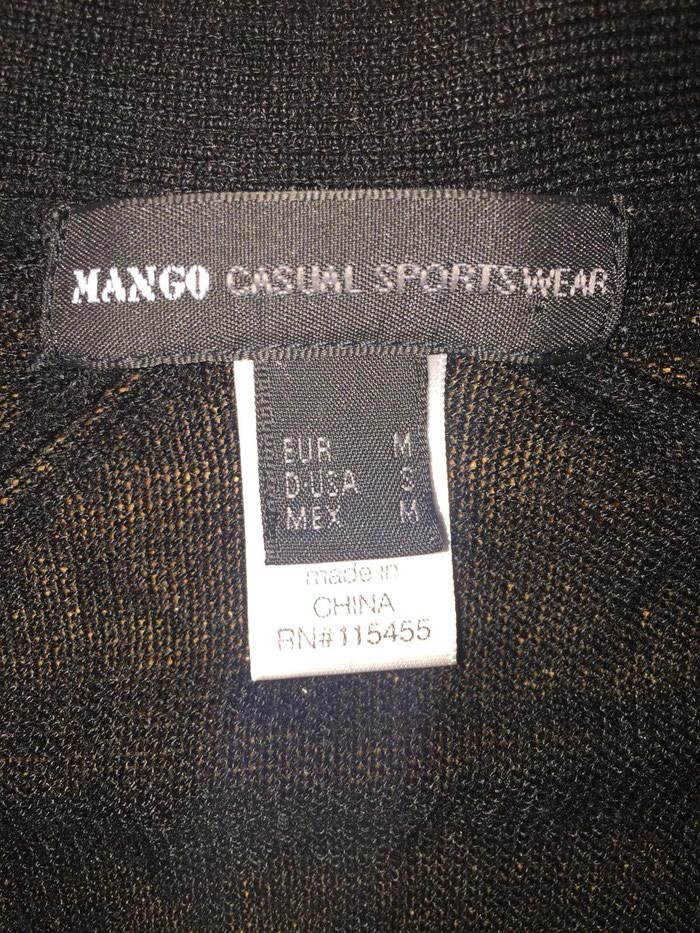 MANGO CASUAL SPORTSWEAR
EUR M
D·USA S
MEX M
made in
CHINA
RN#115455